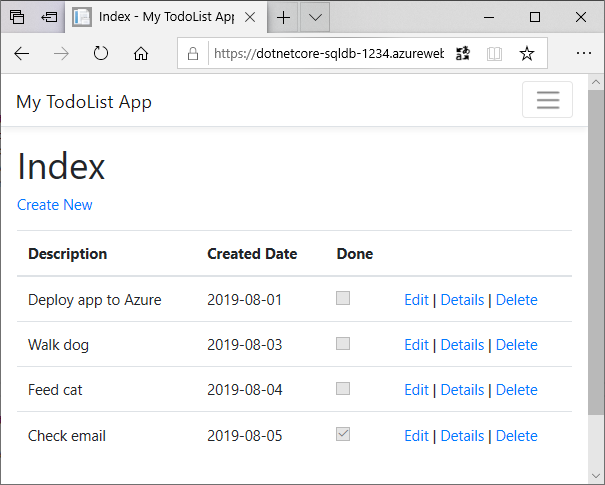 Index - My TodoList App
https://dotnetcore-sqldb-1234.azureweb
My TodoList App
Index
Create New
Description Created Date Done
Deploy app to Azure 2019-08-01 Edit | Details | Delete
Walk dog 2019-08-03 Edit | Details | Delete
Feed cat 2019-08-04 Edit | Details | Delete
Check email 2019-08-05 Edit | Details | Delete